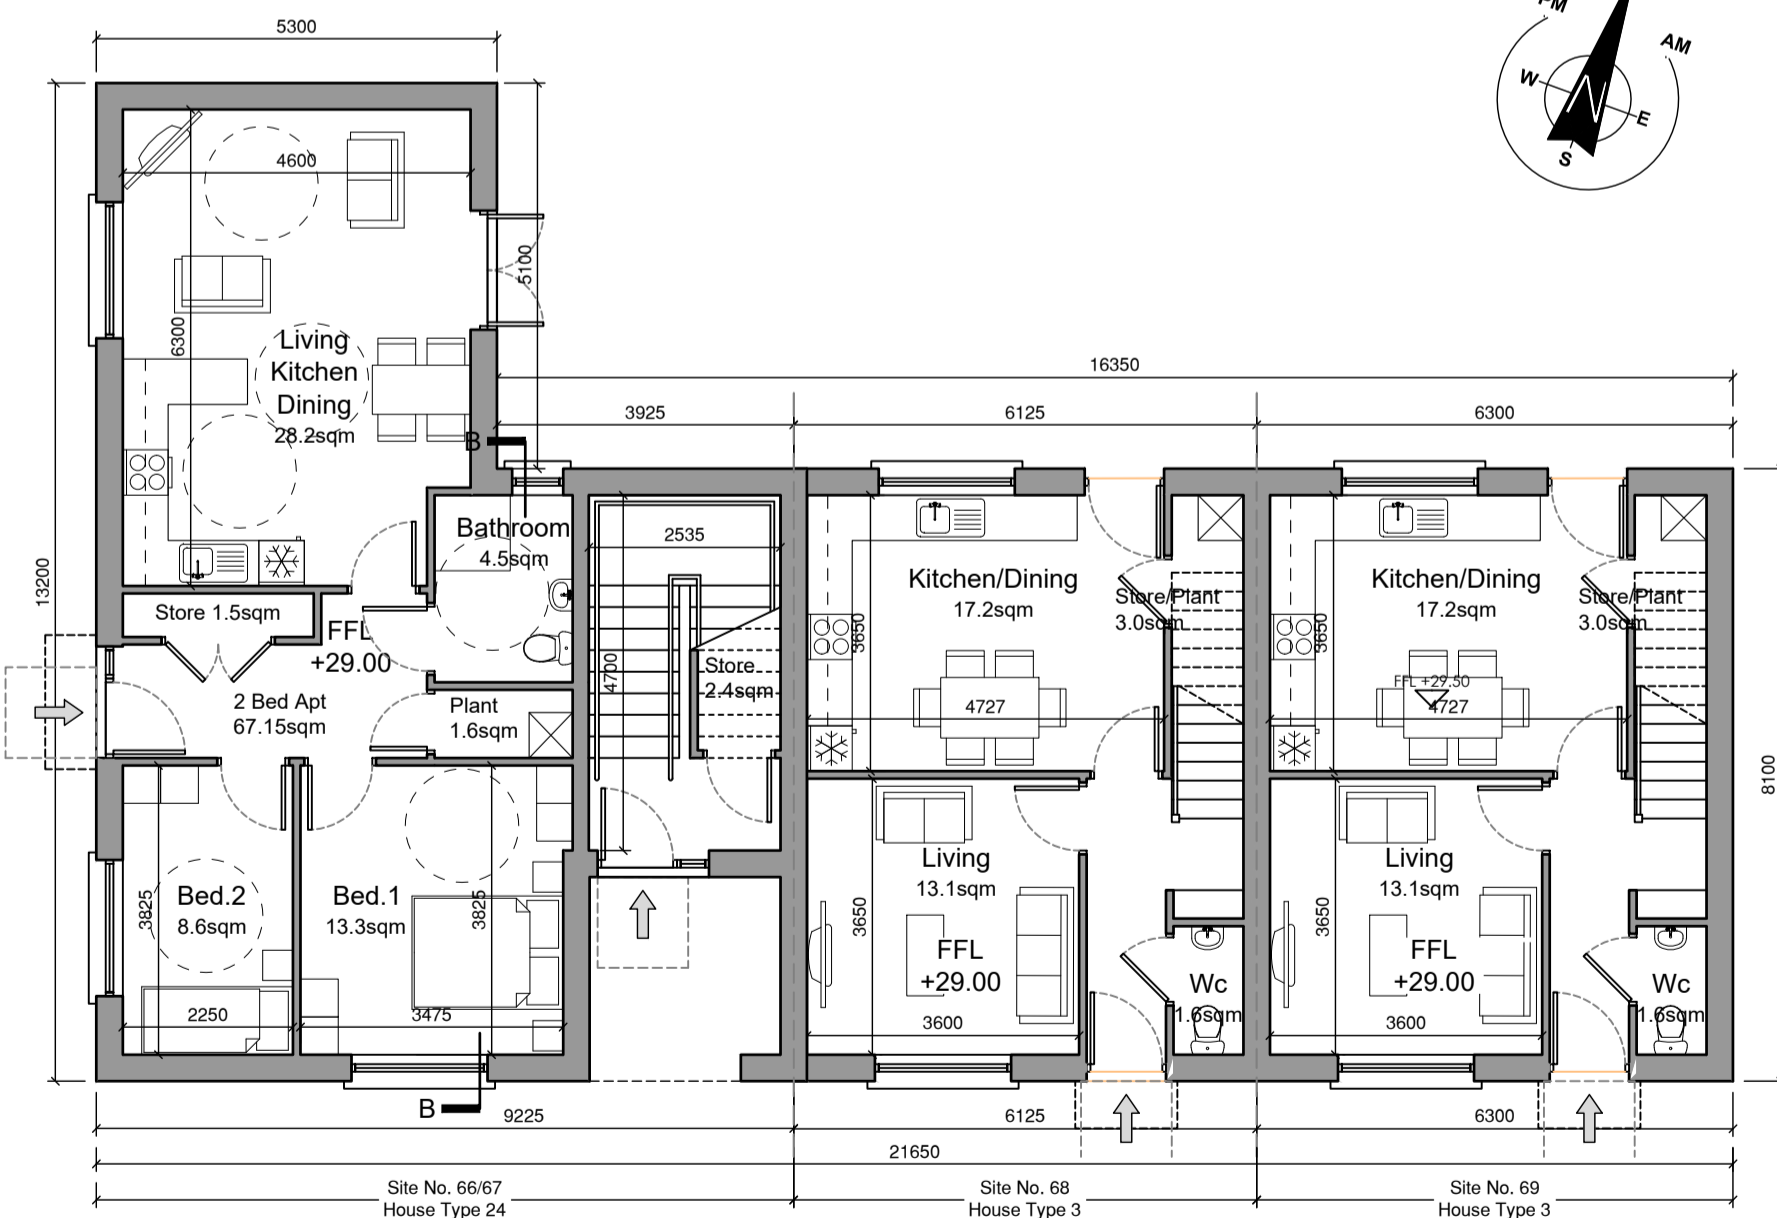 5300
PM
AM
W
N
E
S
4600
5100
6300
Living
Kitchen
Dining
28.2sqm
16350
3925
6125
6300
B
Bathroom
4.5sqm
2535
13200
Kitchen/Dining
17.2sqm
3650
Store/Plant
3.0sqm
Kitchen/Dining
17.2sqm
3650
Store/Plant
3.0sqm
Store 1.5sqm
FFL
+29.00
4700
Store
2.4sqm
2 Bed Apt
67.15sqm
Plant
1.6sqm
4727
FFL +29.50
4727
8100
Bed.2
8.6sqm
3825
Bed.1
13.3sqm
3825
Living
13.1sqm
3650
Living
13.1sqm
3650
FFL
+29.00
FFL
+29.00
Wc
1.6sqm
Wc
1.6sqm
2250
3475
3600
3600
B
9225
6125
6300
21650
Site No. 66/67
House Type 24
Site No. 68
House Type 3
Site No. 69
House Type 3